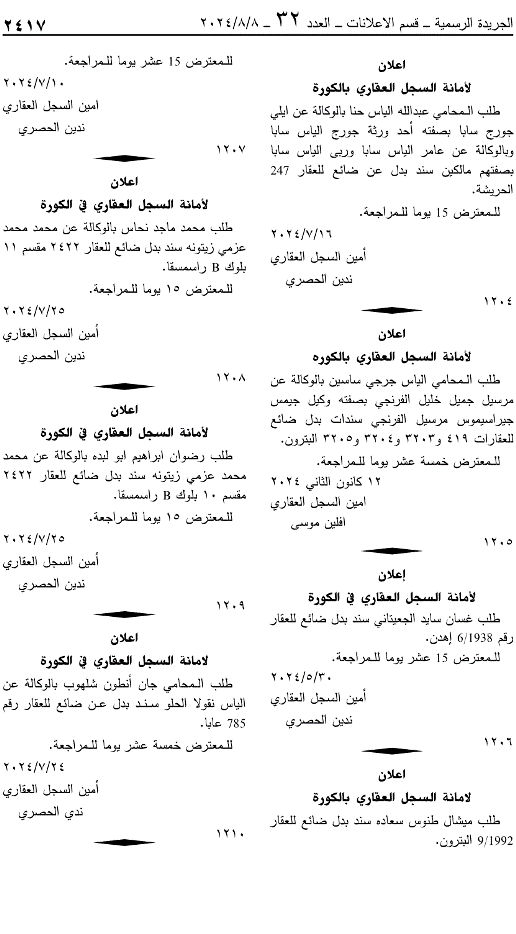 الجريدة الرسمية ــ قسم الاعلانات ــ العدد ٣٢ ــ ٢٠٢٤/٨/٨
٢٤١٧
اعلان
لأمانة السجل العقاري بالكورة
طلب المحامي عبدالله الياس حنا بالوكالة عن ايلي
جورج سابا بصفته أحد ورثة جورج الياس سابا
وبالوكالة عن عامر الياس سابا وربى الياس سابا
بصفتهم مالكين سند بدل عن ضائع للعقار 247
الحريشة.
للمعترض 15 يوما للمراجعة.
٢٠٢٤/٧/١٦
أمين السجل العقاري
ندين الحصري
١٢٠٤
اعلان
لأمانة السجل العقاري بالكوره
طلب المحامي الياس جرجي ساسين بالوكالة عن
مرسيل جميل خليل الفرنجي بصفته وكيل جيمس
جيراسيموس مرسيل الفرنجي سندات بدل ضائع
للعقارات ٤١٩ و٣٢٠٣ و٣٢٠٤ و٣٢٠٥ البترون.
للمعترض خمسة عشر يوما للمراجعة.
١٢ كانون الثاني ٢٠٢٤
امين السجل العقاري
افلين موسى
١٢٠٥
إعلان
لأمانة السجل العقاري في الكورة
طلب غسان سايد الجعيتاني سند بدل ضائع للعقار
رقم 6/1938 إهدن.
للمعترض 15 عشر يوما للمراجعة.
٢٠٢٤/٥/٣٠
أمين السجل العقاري
ندين الحصري
١٢٠٦
اعلان
لامانة السجل العقاري بالكورة
طلب ميشال طنوس سعاده سند بدل ضائع للعقار
9/1992 البترون.
للمعترض 15 عشر يوما للمراجعة.
٢٠٢٤/٧/١٠
امين السجل العقاري
ندين الحصري
١٢٠٧
اعلان
لأمانة السجل العقاري في الكورة
طلب محمد ماجد نحاس بالوكالة عن محمد محمد
عزمي زيتونه سند بدل ضائع للعقار ٢٤٢٢ مقسم ١١
بلوك B راسمسقا.
للمعترض ١٥ يوما للمراجعة.
٢٠٢٤/٧/٢٥
أمين السجل العقاري
ندين الحصري
١٢٠٨
اعلان
لأمانة السجل العقاري في الكورة
طلب رضوان ابراهيم ابو لبده بالوكالة عن محمد
محمد عزمي زيتونه سند بدل ضائع للعقار ٢٤٢٢
مقسم ١٠ بلوك B راسمسقا.
للمعترض ١٥ يوما للمراجعة.
٢٠٢٤/٧/٢٥
أمين السجل العقاري
ندين الحصري
١٢٠٩
اعلان
لامانة السجل العقاري في الكورة
طلب المحامي جان أنطون شلهوب بالوكالة عن
الياس نقولا الحلو سند بدل عن ضائع للعقار رقم
785 عابا.
للمعترض خمسة عشر يوما للمراجعة.
٢٠٢٤/٧/٢٤
أمين السجل العقاري
ندي الحصري
١٢١٠